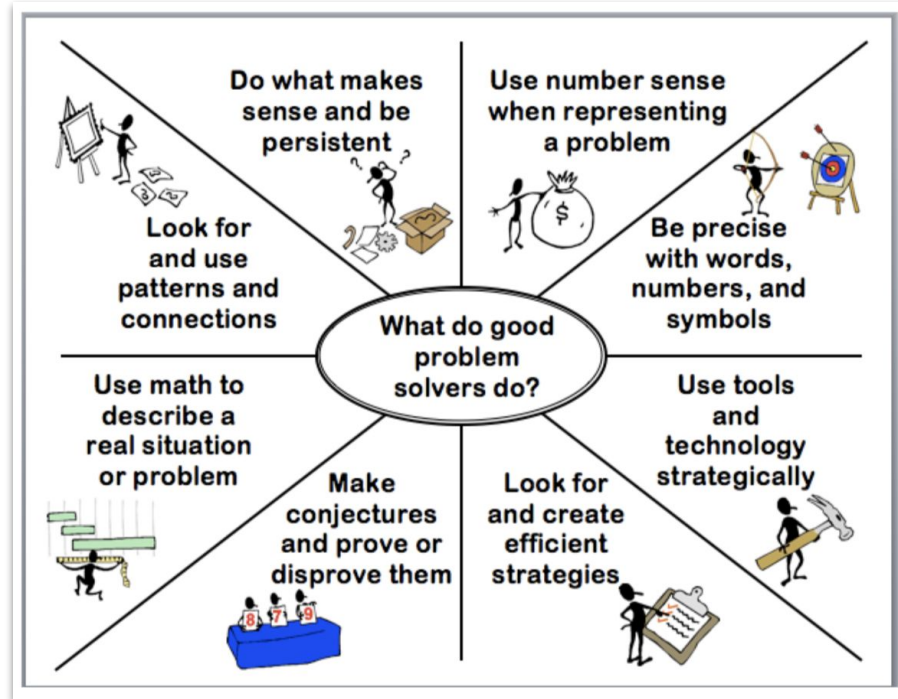 What do good
problem
solvers do?
Do what makes
sense and be
persistent
Use number sense
when representing
a problem
Be precise
with words,
numbers, and
symbols
Use tools
and
technology
strategically
Look for
and create
efficient
strategies
Make
conjectures
and prove or
disprove them
Use math to
describe a
real situation
or problem
Look for
and use
patterns and
connections
? ?
$
8 7 9